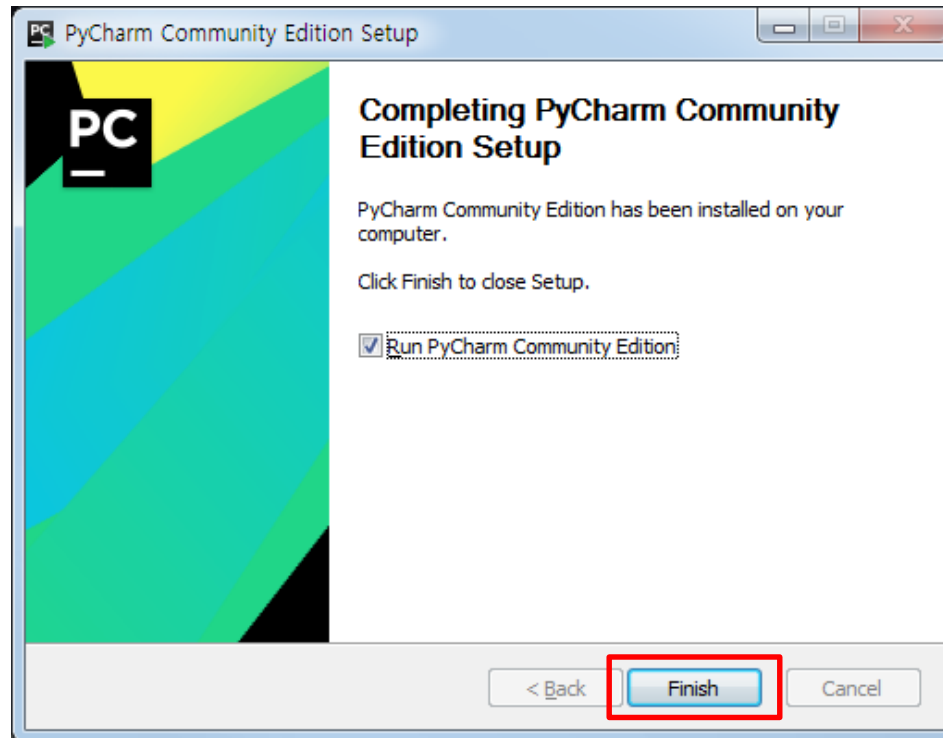 PyCharm Community Edition Setup
PC
Completing PyCharm Community
Edition Setup
PyCharm Community Edition has been installed on your
computer.
Click Finish to close Setup.
Run PyCharm Community Edition
< Back
Finish
Cancel